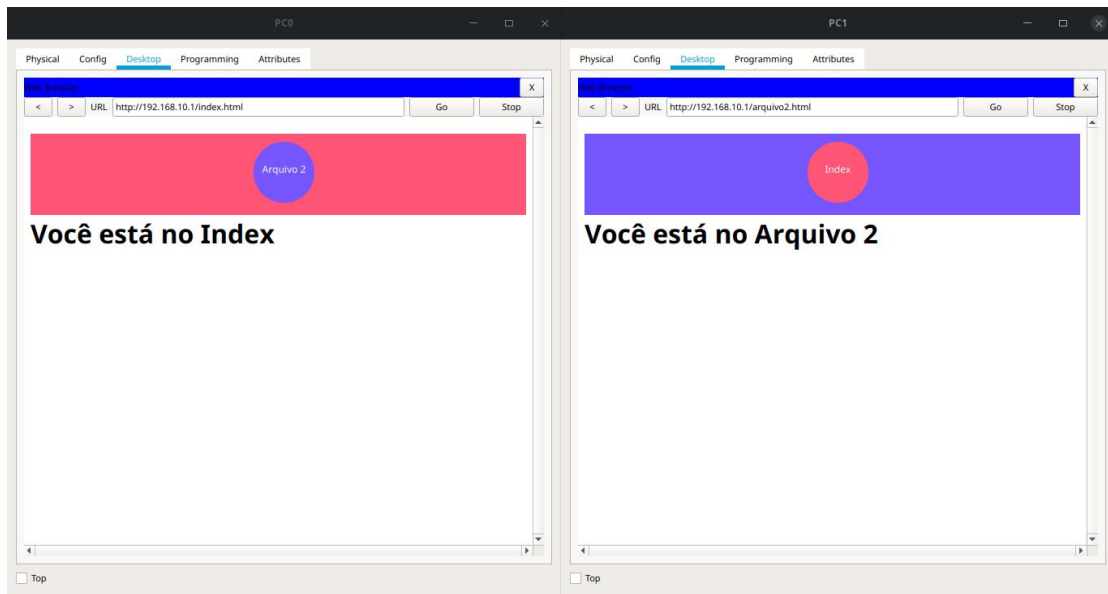 PC0
Physical Config Desktop Programming Attributes
Web Browser
X
< > URL http://192.168.10.1/index.html Go Stop
Arquivo 2
Você está no Index
Top
PC1
Physical Config Desktop Programming Attributes
Web Browser
X
< > URL http://192.168.10.1/arquivo2.html Go Stop
Index
Você está no Arquivo 2
Top